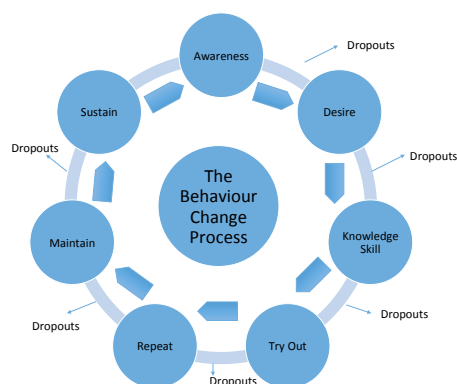 Awareness
Dropouts
Desire
Dropouts
Knowledge
Skill
Dropouts
Try Out
Dropouts
Repeat
Dropouts
Maintain
Dropouts
Sustain
The
Behaviour
Change
Process